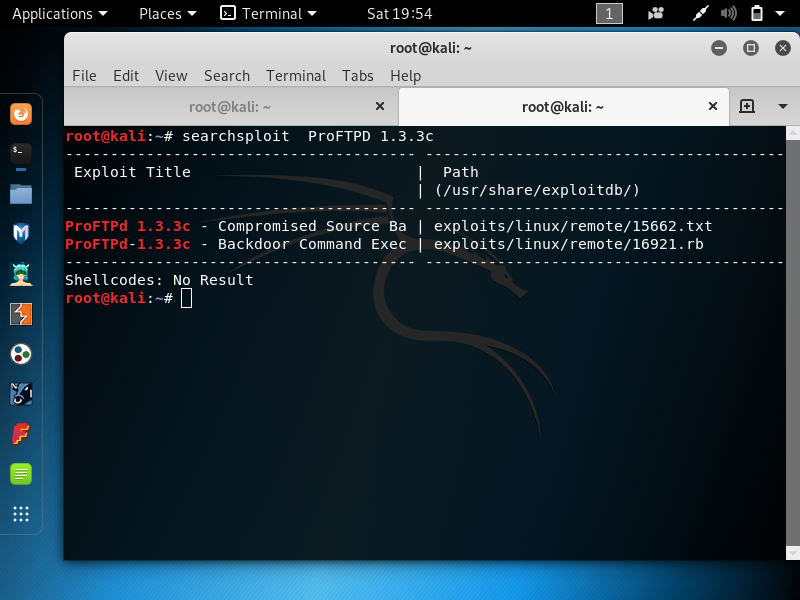 Applications Places Terminal Sat 19:54 1
root@kali: ~
File Edit View Search Terminal Tabs Help
root@kali: ~ root@kali: ~
root@kali:~# searchsploit  ProFTPD 1.3.3c
--------------------------------------- ----------------------------------------
Exploit Title | Path
| (/usr/share/exploitdb/)
--------------------------------------- ----------------------------------------
ProFTPd 1.3.3c - Compromised Source Ba | exploits/linux/remote/15662.txt
ProFTPd-1.3.3c - Backdoor Command Exec | exploits/linux/remote/16921.rb
--------------------------------------- ----------------------------------------
Shellcodes: No Result
root@kali:~#